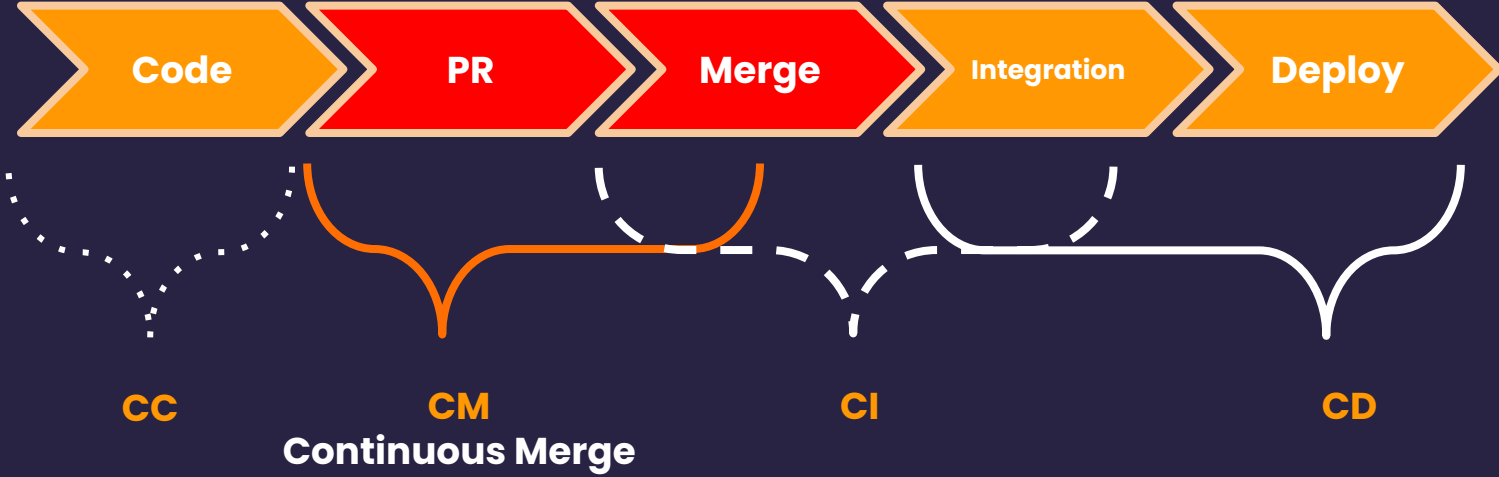 Code
PR
Merge
Integration
Deploy
CC
CM
CI
CD
Continuous Merge